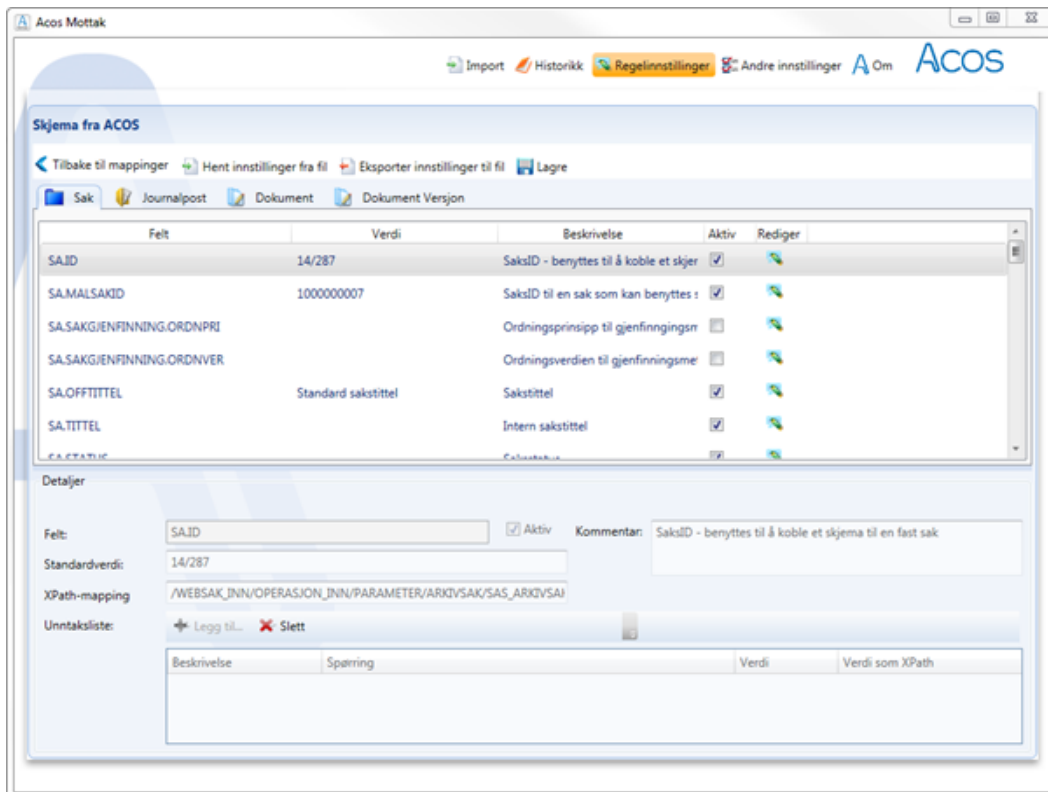 Acos Mottak
Import Historikk Regelinnstillinger Andre innstillinger Om ACOS
Skjema fra ACOS
Tilbake til mappinger Hent innstillinger fra fil Eksporter innstillinger til fil Lagre
Sak Journalpost Dokument Dokument Versjon
Felt Verdi Beskrivelse Aktiv Rediger
SA.ID 14/287 SaksID - benyttes til å koble et skjer
SA.MALSAKID 1000000007 SaksID til en sak som kan benyttes s
SA.SAKGJENFINNING.ORDNPRI Ordningsprinsipp til gjenfinngingsm
SA.SAKGJENFINNING.ORDNVER Ordningsverdien til gjenfinningsme
SA.OFFTITTEL Standard sakstittel Sakstittel
SA.TITTEL Intern sakstittel
SA.STATUS Saksstatus
Detaljer
Felt: SA.ID Aktiv Kommentar: SaksID - benyttes til å koble et skjema til en fast sak
Standardverdi: 14/287
XPath-mapping /WEBSAK_INN/OPERASJON_INN/PARAMETER/ARKIVSAK/SAS_ARKIVSAK
Unntaksliste: Legg til... Slett
Beskrivelse Spørring Verdi Verdi som XPath